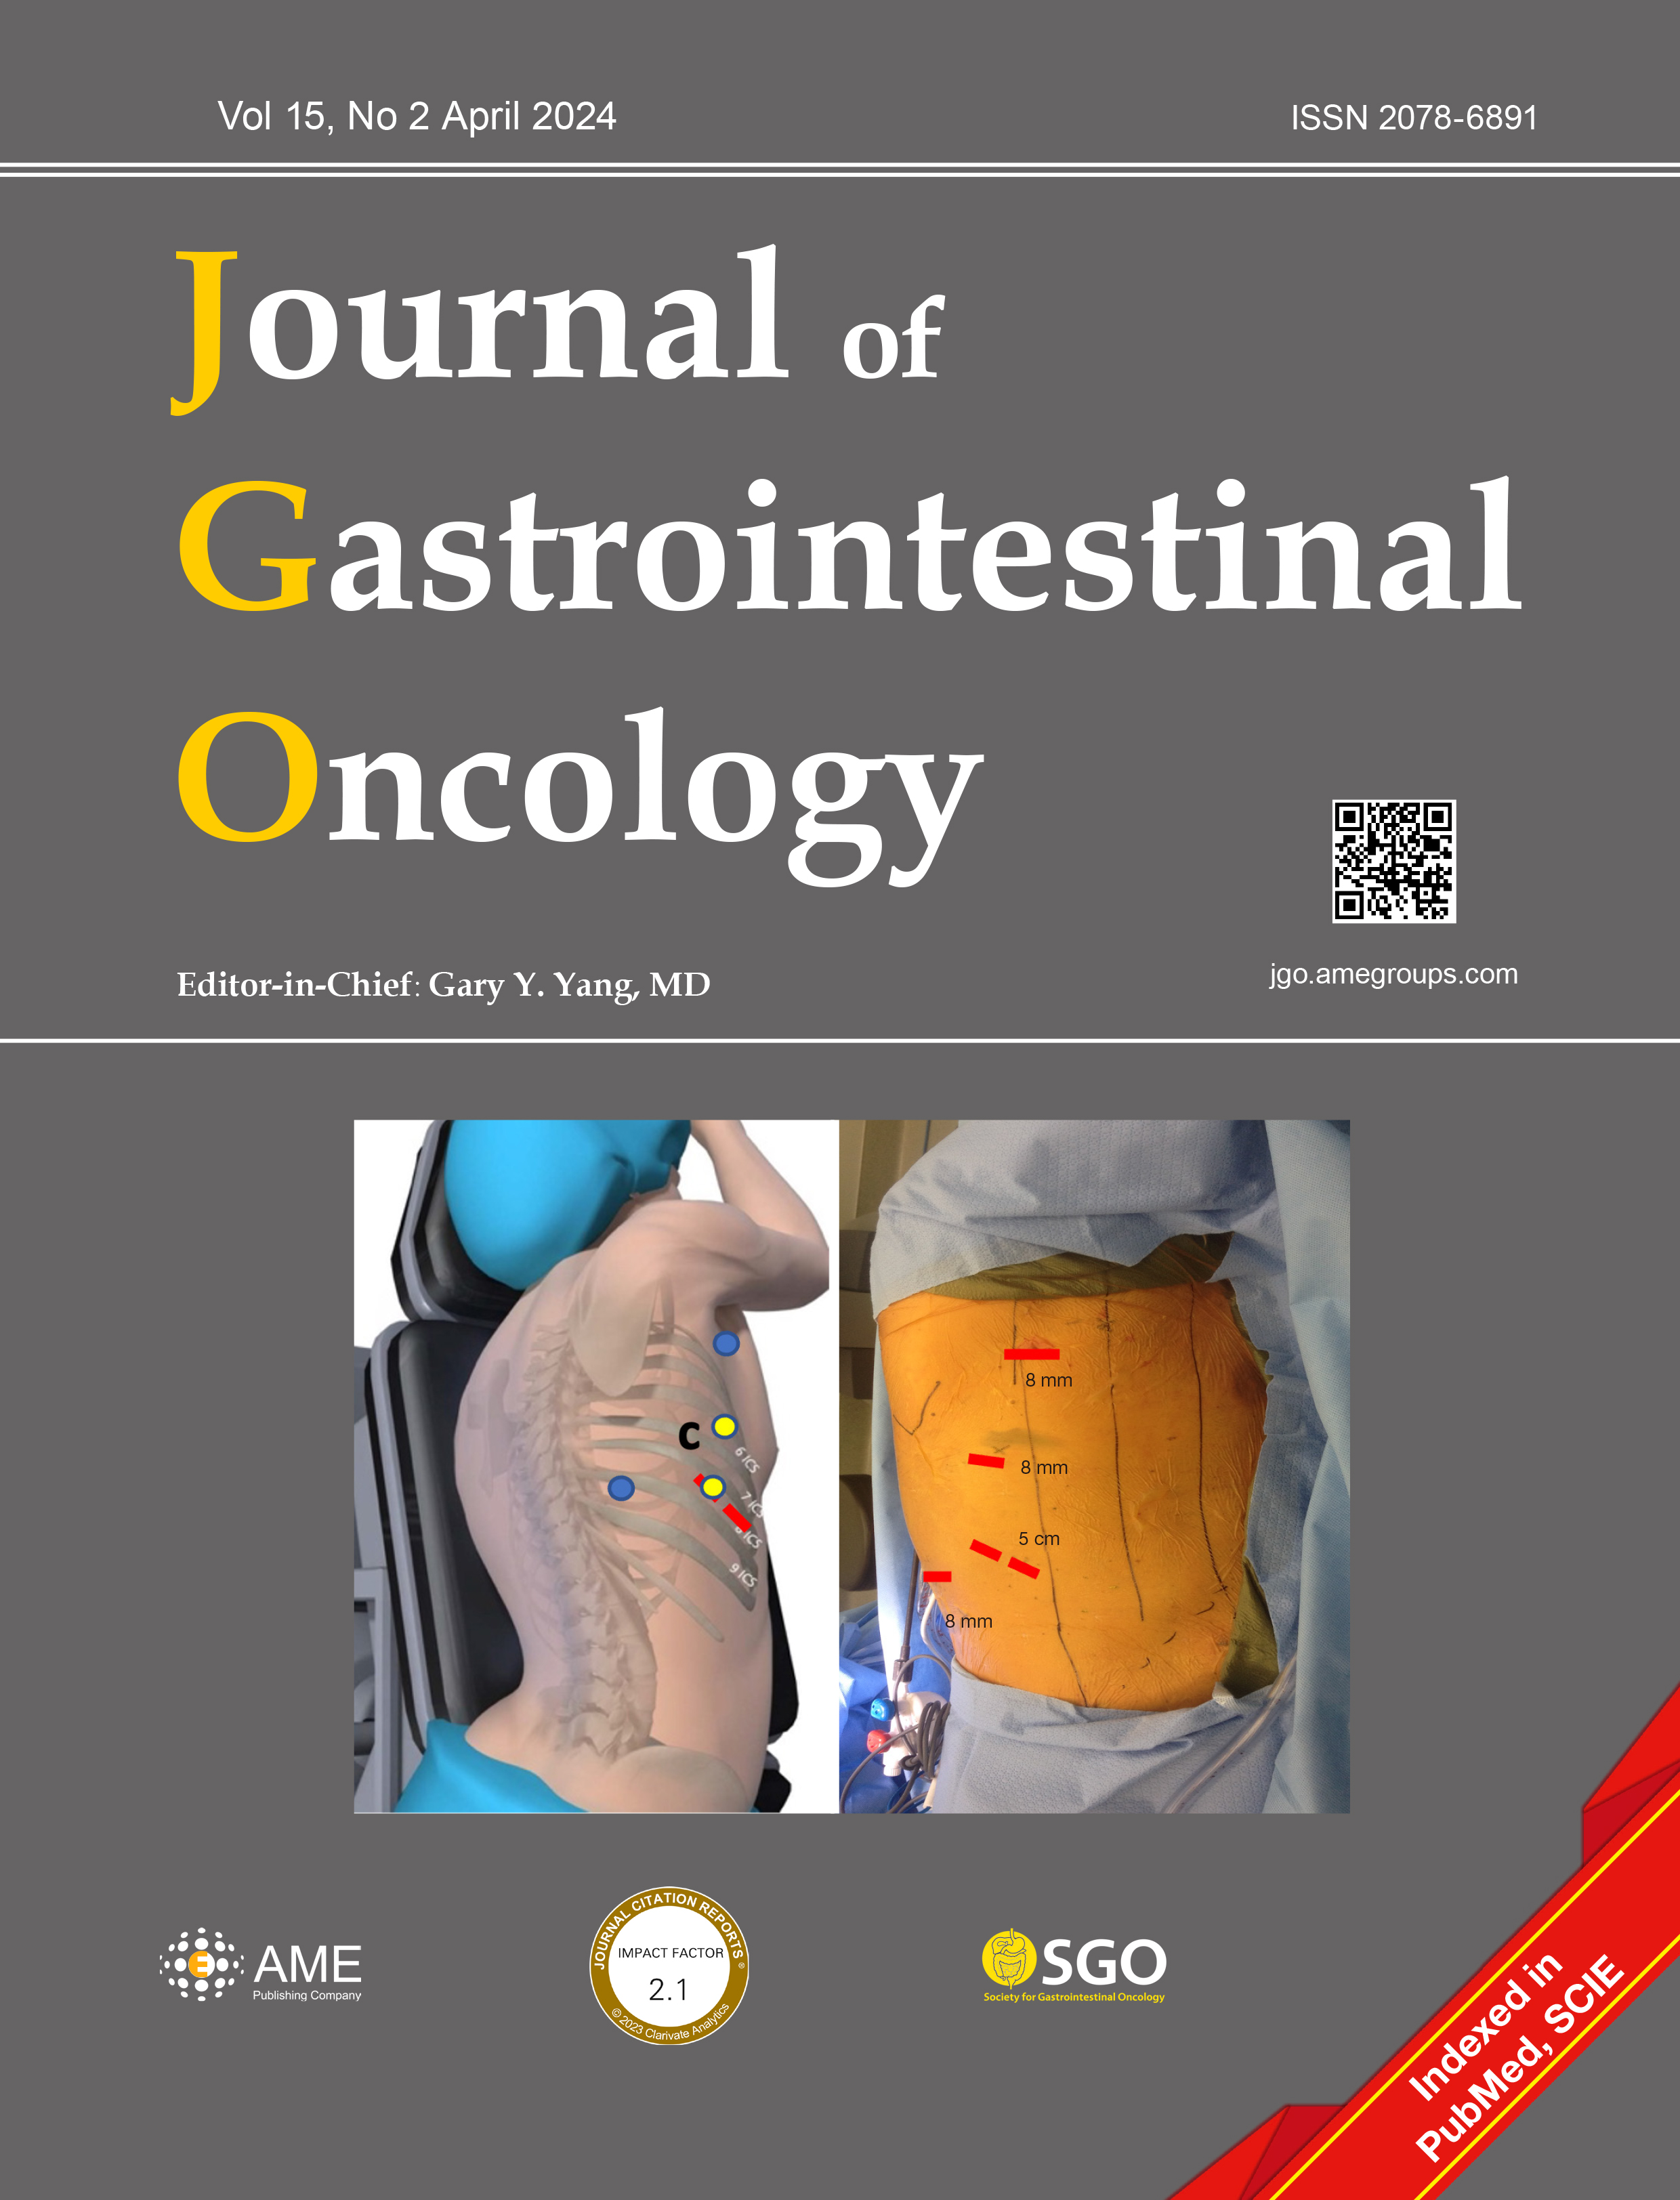 Vol 15, No 2 April 2024
ISSN 2078-6891
Journal of
Gastrointestinal
Oncology
Editor-in-Chief: Gary Y. Yang, MD
jgo.amegroups.com
C
6 ICS
7 ICS
8 ICS
9 ICS
8 mm
8 mm
5 cm
8 mm
AME
Publishing Company
JOURNAL CITATION REPORTS ®
IMPACT FACTOR
2.1
© 2023 Clarivate Analytics
SGO
Society for Gastrointestinal Oncology
Indexed in
PubMed, SCIE